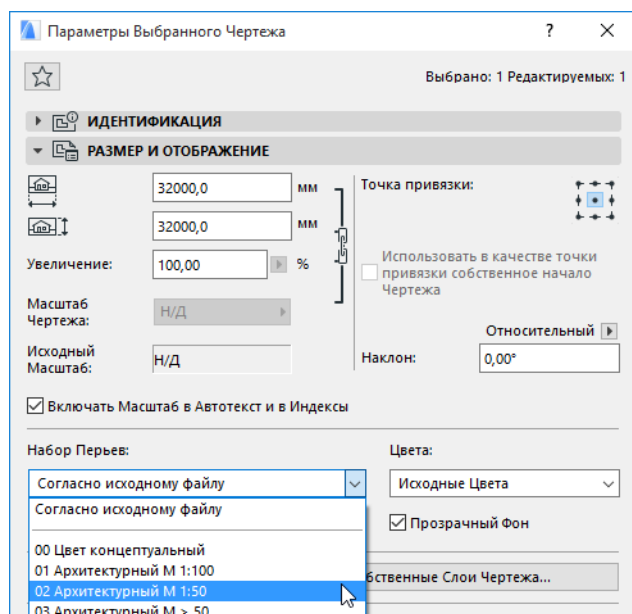 Параметры Выбранного Чертежа ?
Выбрано: 1 Редактируемых: 1
ИДЕНТИФИКАЦИЯ
РАЗМЕР И ОТОБРАЖЕНИЕ
32000,0 мм Точка привязки:
32000,0 мм
Использовать в качестве точки
привязки собственное начало
Чертежа
Увеличение: 100,00 %
Масштаб
Чертежа: Н/Д
Относительный
Исходный
Масштаб: Н/Д Наклон: 0,00°
Включать Масштаб в Автотекст и в Индексы
Набор Перьев: Цвета:
Согласно исходному файлу Исходные Цвета
Согласно исходному файлу
Прозрачный Фон
00 Цвет концептуальный
01 Архитектурный М 1:100
бственные Слои Чертежа...
02 Архитектурный М 1:50
03 Архитектурный М > 50